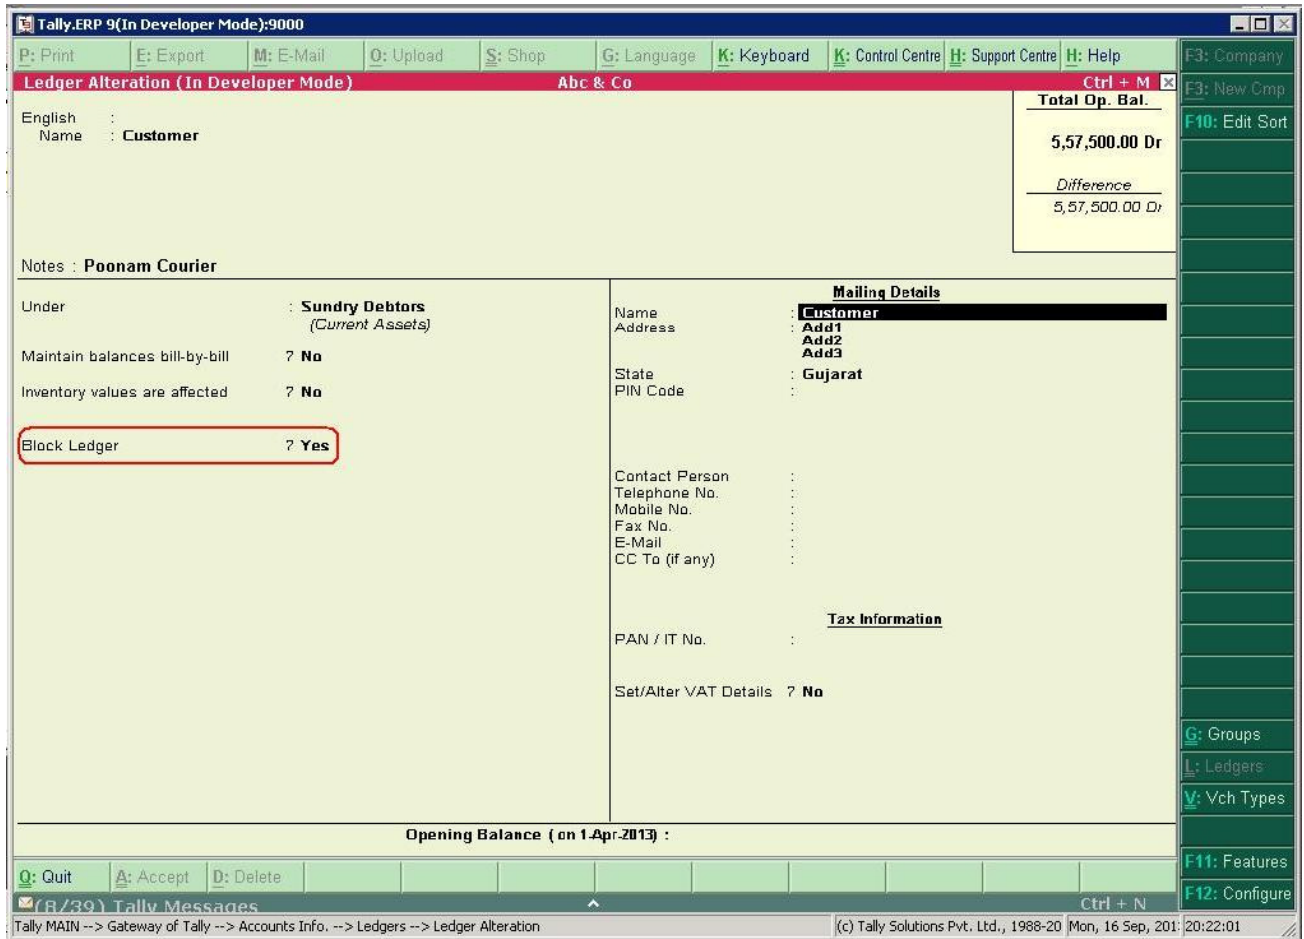 Tally.ERP 9(In Developer Mode):9000
P: Print E: Export M: E-Mail O: Upload S: Shop G: Language K: Keyboard K: Control Centre H: Support Centre H: Help
Ledger Alteration (In Developer Mode) Abc & Co Ctrl + M
F3: Company
F3: New Cmp
F10: Edit Sort
Total Op. Bal.
5,57,500.00 Dr
Difference
5,57,500.00 Dr
English :
Name : Customer
Notes : Poonam Courier
Under : Sundry Debtors
(Current Assets)
Maintain balances bill-by-bill ? No
Inventory values are affected ? No
Block Ledger ? Yes
Mailing Details
Name : Customer
Address : Add1
Add2
Add3
State : Gujarat
PIN Code :
Contact Person :
Telephone No. :
Mobile No. :
Fax No. :
E-Mail :
CC To (if any) :
Tax Information
PAN / IT No. :
Set/Alter VAT Details ? No
G: Groups
L: Ledgers
V: Vch Types
F11: Features
F12: Configure
Opening Balance ( on 1-Apr-2013) :
Q: Quit A: Accept D: Delete
(8/39) Tally Messages Ctrl + N
Tally MAIN --> Gateway of Tally --> Accounts Info. --> Ledgers --> Ledger Alteration (c) Tally Solutions Pvt. Ltd., 1988-20 Mon, 16 Sep, 201 20:22:01